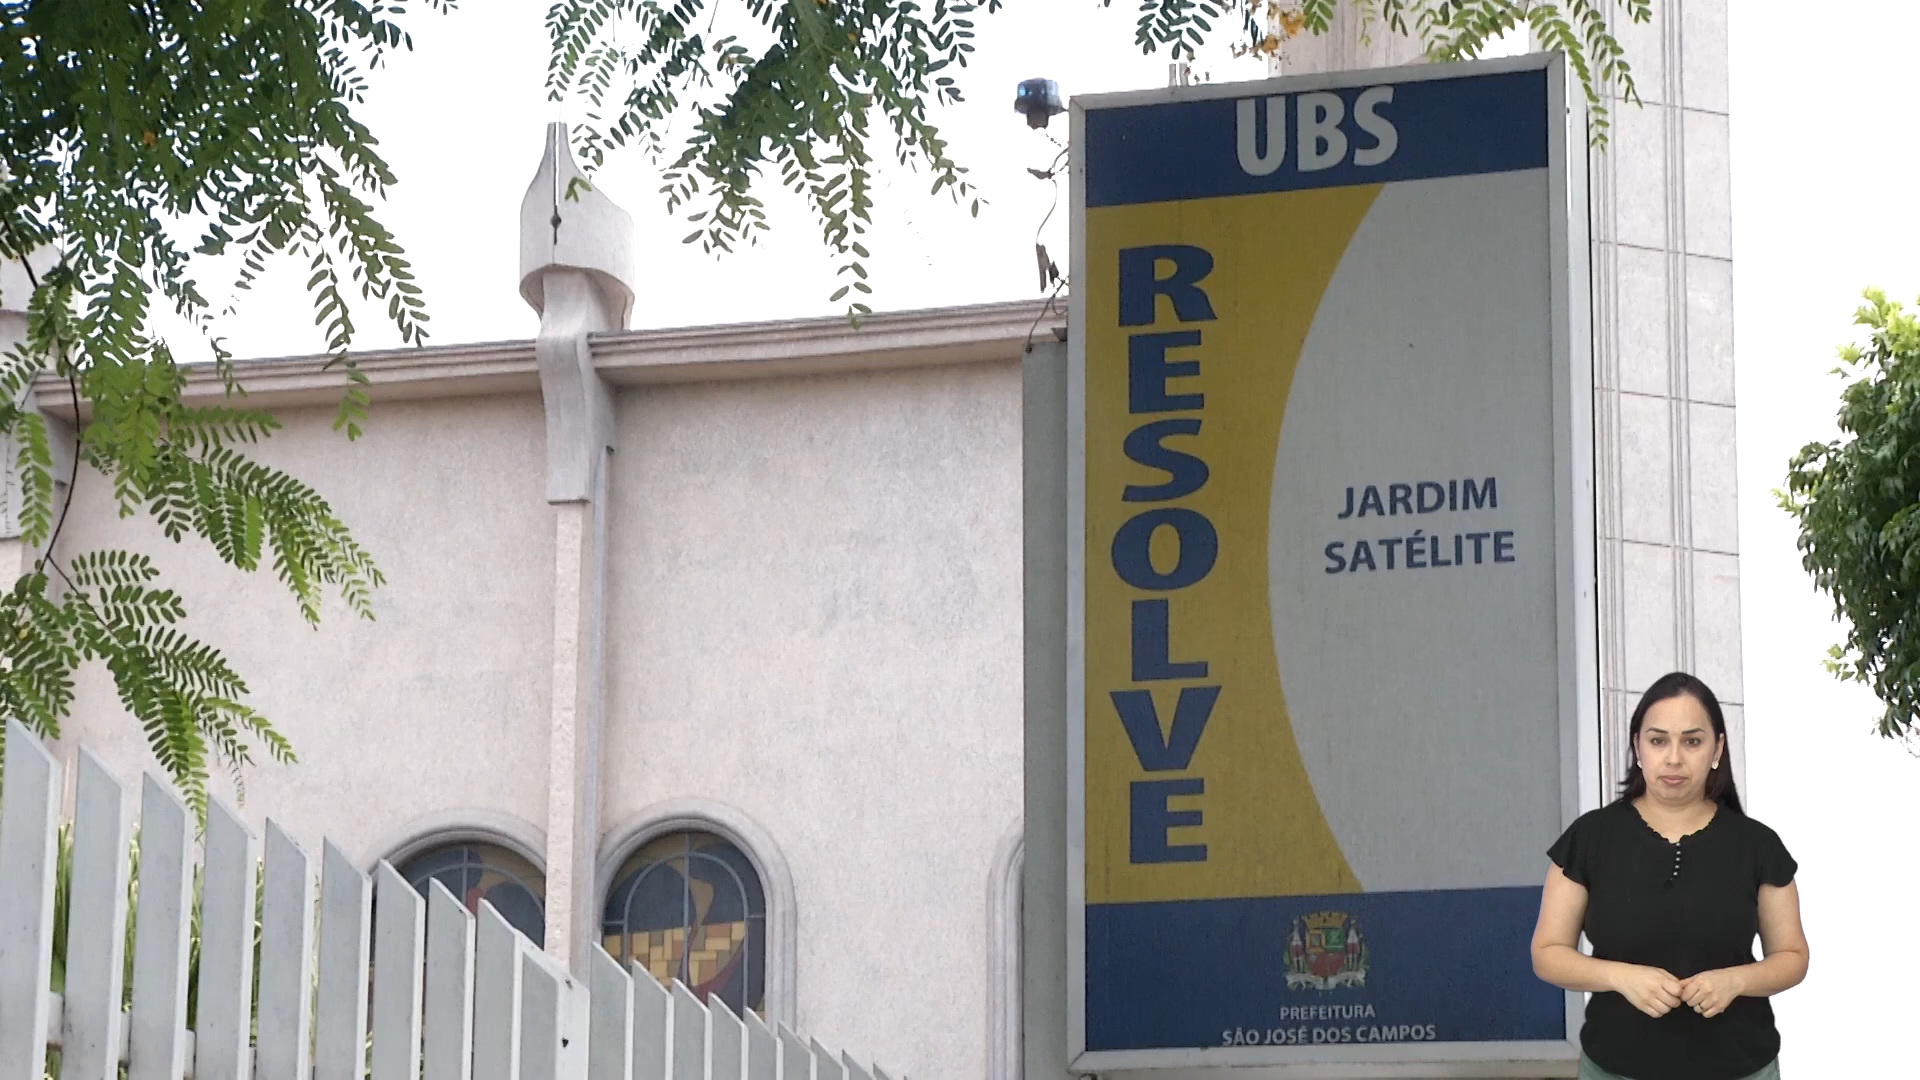 UBS
RESOLVE
JARDIM
SATÉLITE
PREFEITURA
SÃO JOSÉ DOS CAMPOS